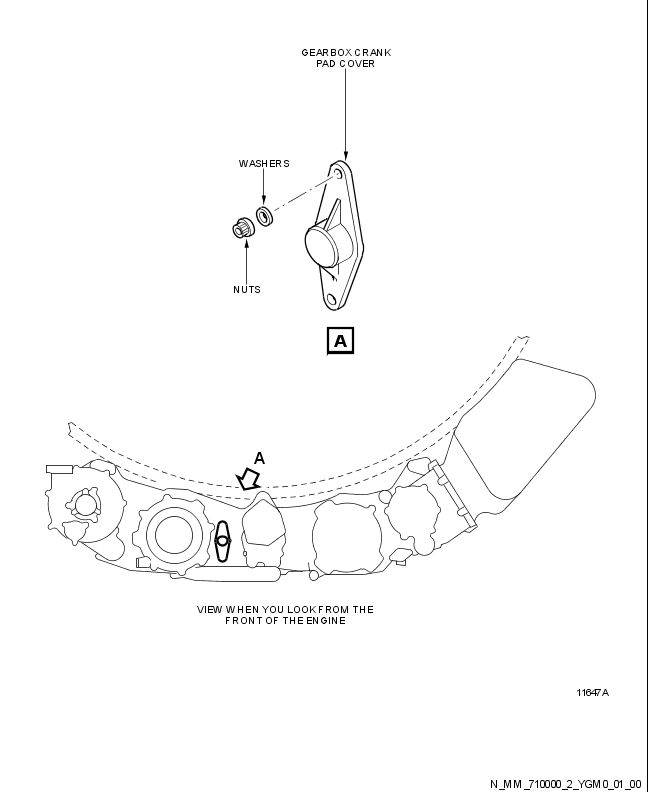 GEARBOX CRANK
PAD COVER
WASHERS
NUTS
A
A
VIEW WHEN YOU LOOK FROM THE
FRONT OF THE ENGINE
11647A
N_MM_710000_2_YGM0_01_00